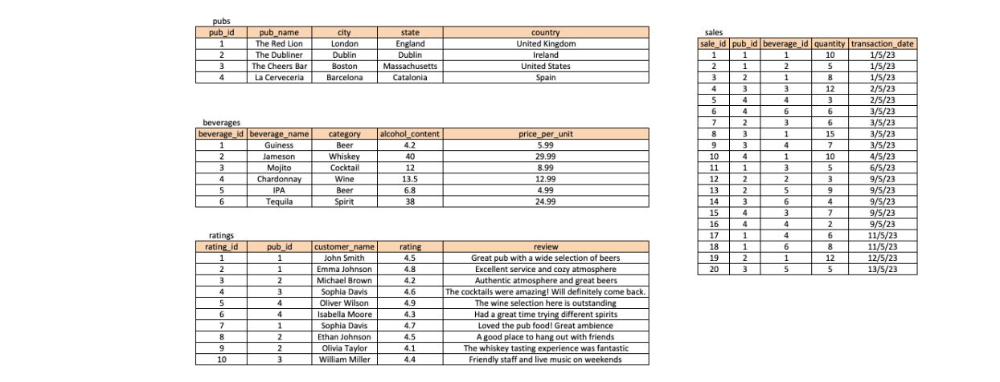 pubs
pub_id pub_name city state country
1 The Red Lion London England United Kingdom
2 The Dubliner Dublin Dublin Ireland
3 The Cheers Bar Boston Massachusetts United States
4 La Cerveceria Barcelona Catalonia Spain
beverages
beverage_id beverage_name category alcohol_content price_per_unit
1 Guiness Beer 4.2 5.99
2 Jameson Whiskey 40 29.99
3 Mojito Cocktail 12 8.99
4 Chardonnay Wine 13.5 12.99
5 IPA Beer 6.8 4.99
6 Tequila Spirit 38 24.99
ratings
rating_id pub_id customer_name rating review
1 1 John Smith 4.5 Great pub with a wide selection of beers
2 1 Emma Johnson 4.8 Excellent service and cozy atmosphere
3 2 Michael Brown 4.2 Authentic atmosphere and great beers
4 3 Sophia Davis 4.6 The cocktails were amazing! Will definitely come back.
5 4 Oliver Wilson 4.9 The wine selection here is outstanding
6 4 Isabella Moore 4.3 Had a great time trying different spirits
7 1 Sophia Davis 4.7 Loved the pub food! Great ambience
8 2 Ethan Johnson 4.5 A good place to hang out with friends
9 2 Olivia Taylor 4.1 The whiskey tasting experience was fantastic
10 3 William Miller 4.4 Friendly staff and live music on weekends
sales
sale_id pub_id beverage_id quantity transaction_date
1 1 1 10 1/5/23
2 1 2 5 1/5/23
3 2 1 8 1/5/23
4 3 3 12 2/5/23
5 4 4 3 2/5/23
6 4 6 6 3/5/23
7 2 3 6 3/5/23
8 3 1 15 3/5/23
9 3 4 7 3/5/23
10 4 1 10 4/5/23
11 1 3 5 6/5/23
12 2 2 3 9/5/23
13 2 5 9 9/5/23
14 3 6 4 9/5/23
15 4 3 7 9/5/23
16 4 4 2 9/5/23
17 1 4 6 11/5/23
18 1 6 8 11/5/23
19 2 1 12 12/5/23
20 3 5 5 13/5/23